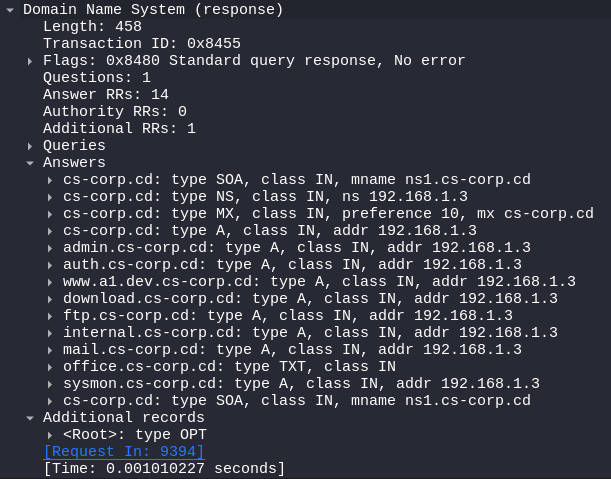 Domain Name System (response)
Length: 458
Transaction ID: 0x8455
Flags: 0x8480 Standard query response, No error
Questions: 1
Answer RRs: 14
Authority RRs: 0
Additional RRs: 1
Queries
Answers
cs-corp.cd: type SOA, class IN, mname ns1.cs-corp.cd
cs-corp.cd: type NS, class IN, ns 192.168.1.3
cs-corp.cd: type MX, class IN, preference 10, mx cs-corp.cd
cs-corp.cd: type A, class IN, addr 192.168.1.3
admin.cs-corp.cd: type A, class IN, addr 192.168.1.3
auth.cs-corp.cd: type A, class IN, addr 192.168.1.3
www.a1.dev.cs-corp.cd: type A, class IN, addr 192.168.1.3
download.cs-corp.cd: type A, class IN, addr 192.168.1.3
ftp.cs-corp.cd: type A, class IN, addr 192.168.1.3
internal.cs-corp.cd: type A, class IN, addr 192.168.1.3
mail.cs-corp.cd: type A, class IN, addr 192.168.1.3
office.cs-corp.cd: type TXT, class IN
sysmon.cs-corp.cd: type A, class IN, addr 192.168.1.3
cs-corp.cd: type SOA, class IN, mname ns1.cs-corp.cd
Additional records
<Root>: type OPT
[Request In: 9394]
[Time: 0.001010227 seconds]